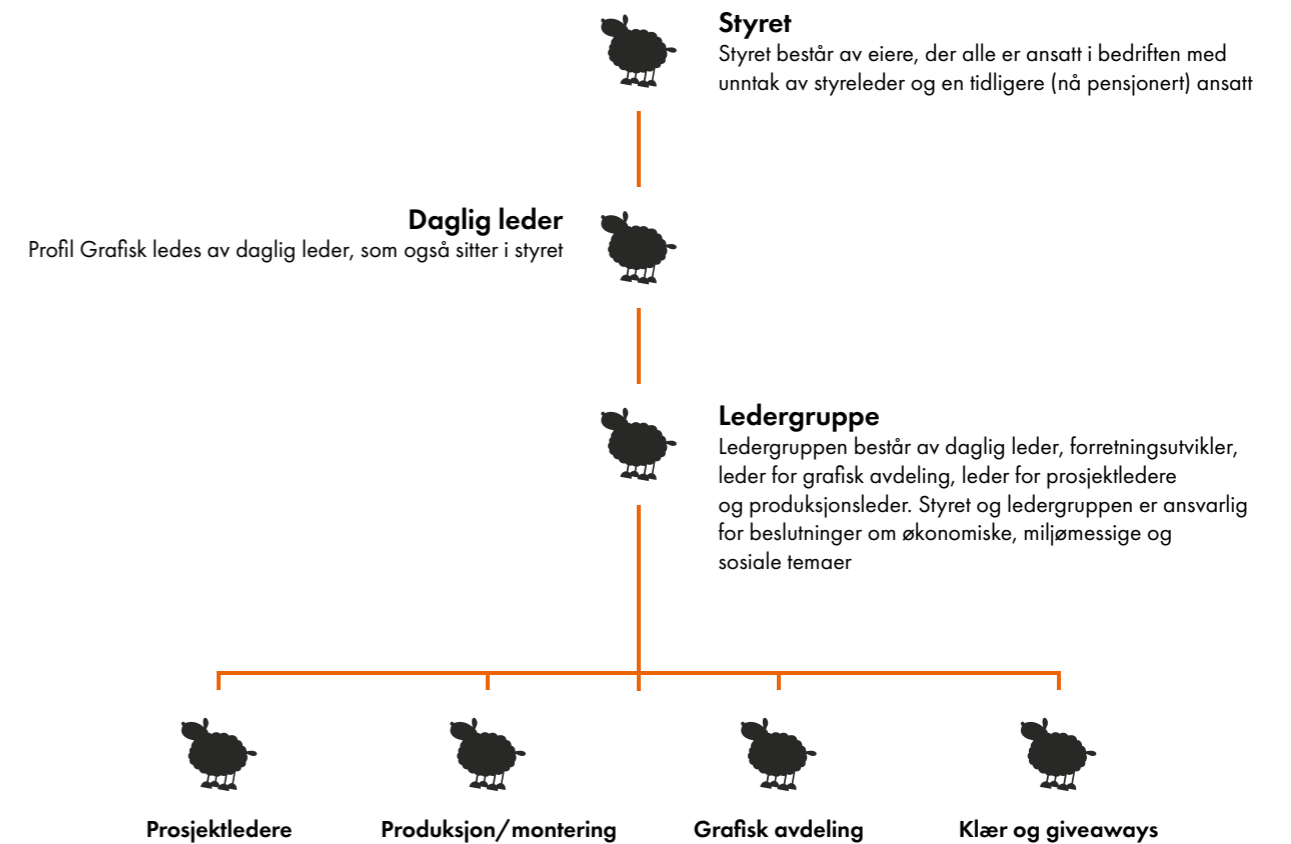 Styret
Styret består av eiere, der alle er ansatt i bedriften med
unntak av styreleder og en tidligere (nå pensjonert) ansatt
Daglig leder
Profil Grafisk ledes av daglig leder, som også sitter i styret
Ledergruppe
Ledergruppen består av daglig leder, forretningsutvikler,
leder for grafisk avdeling, leder for prosjektledere
og produksjonsleder. Styret og ledergruppen er ansvarlig
for beslutninger om økonomiske, miljømessige og
sosiale temaer
Prosjektledere
Produksjon/montering
Grafisk avdeling
Klær og giveaways